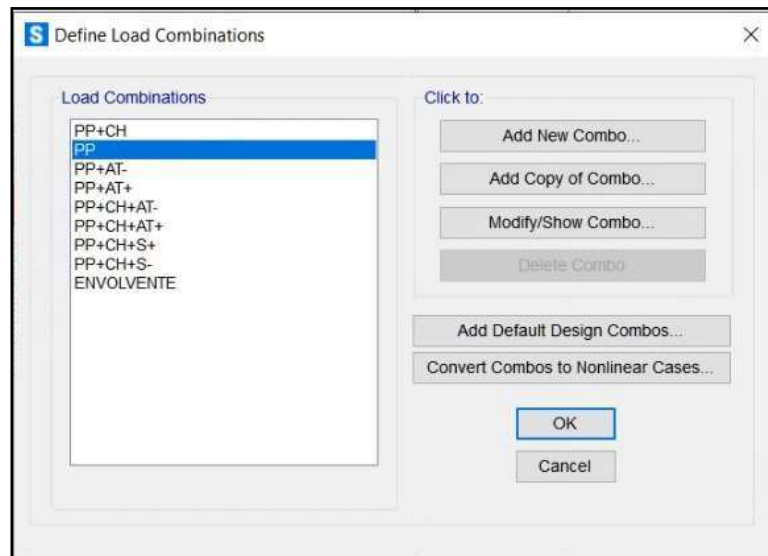 S Define Load Combinations
Load Combinations
PP+CH
PP
PP+AT-
PP+AT+
PP+CH+AT-
PP+CH+AT+
PP+CH+S+
PP+CH+S-
ENVOLVENTE
Click to:
Add New Combo...
Add Copy of Combo...
Modify/Show Combo...
Delete Combo
Add Default Design Combos...
Convert Combos to Nonlinear Cases...
OK
Cancel